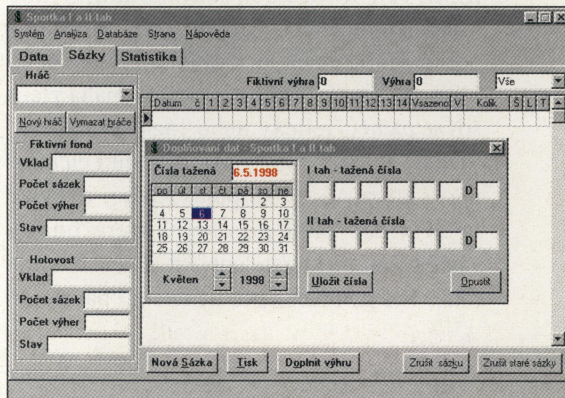 Sportka I a II tah
Systém Analýza Databáze Strana Nápověda
Data Sázky Statistika
Hráč
Nový hráč Vymazat hráče
Fiktivní fond
Vklad
Počet sázek
Počet výher
Stav
Hotovost
Vklad
Počet sázek
Počet výher
Stav
Fiktivní výhra 0 Výhra 0 Vše
Datum č 1 2 3 4 5 6 7 8 9 10 11 12 13 14 Vsazeno V Kolik Š L T
Doplňování dat - Sportka I a II tah
Čísla tažená 6.5.1998
po út st čt pá so ne
1 2 3
4 5 6 7 8 9 10
11 12 13 14 15 16 17
18 19 20 21 22 23 24
25 26 27 28 29 30 31
Květen 1998
I tah - tažená čísla
D
II tah - tažená čísla
D
Uložit čísla Opustit
Nová Sázka Tisk Doplnit výhru Zrušit sázku Zrušit staré sázky